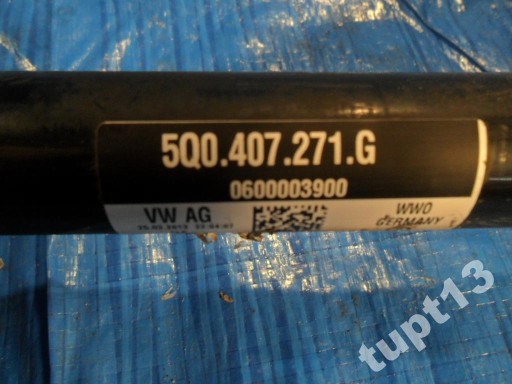 5Q0.407.271.G
0600003900
VW AG
WWO
GERMANY
tupt13